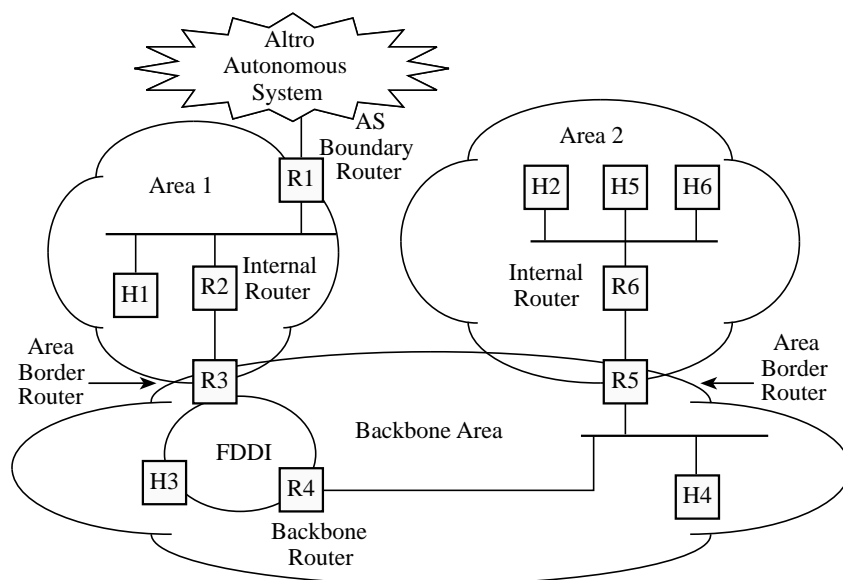 Altro
Autonomous
System
AS
Boundary
Router
R1
Area 1
H1
R2
Internal
Router
Area 2
H2
H5
H6
Internal
Router
R6
Area
Border
Router
R3
R5
Area
Border
Router
Backbone Area
FDDI
H3
R4
H4
Backbone
Router